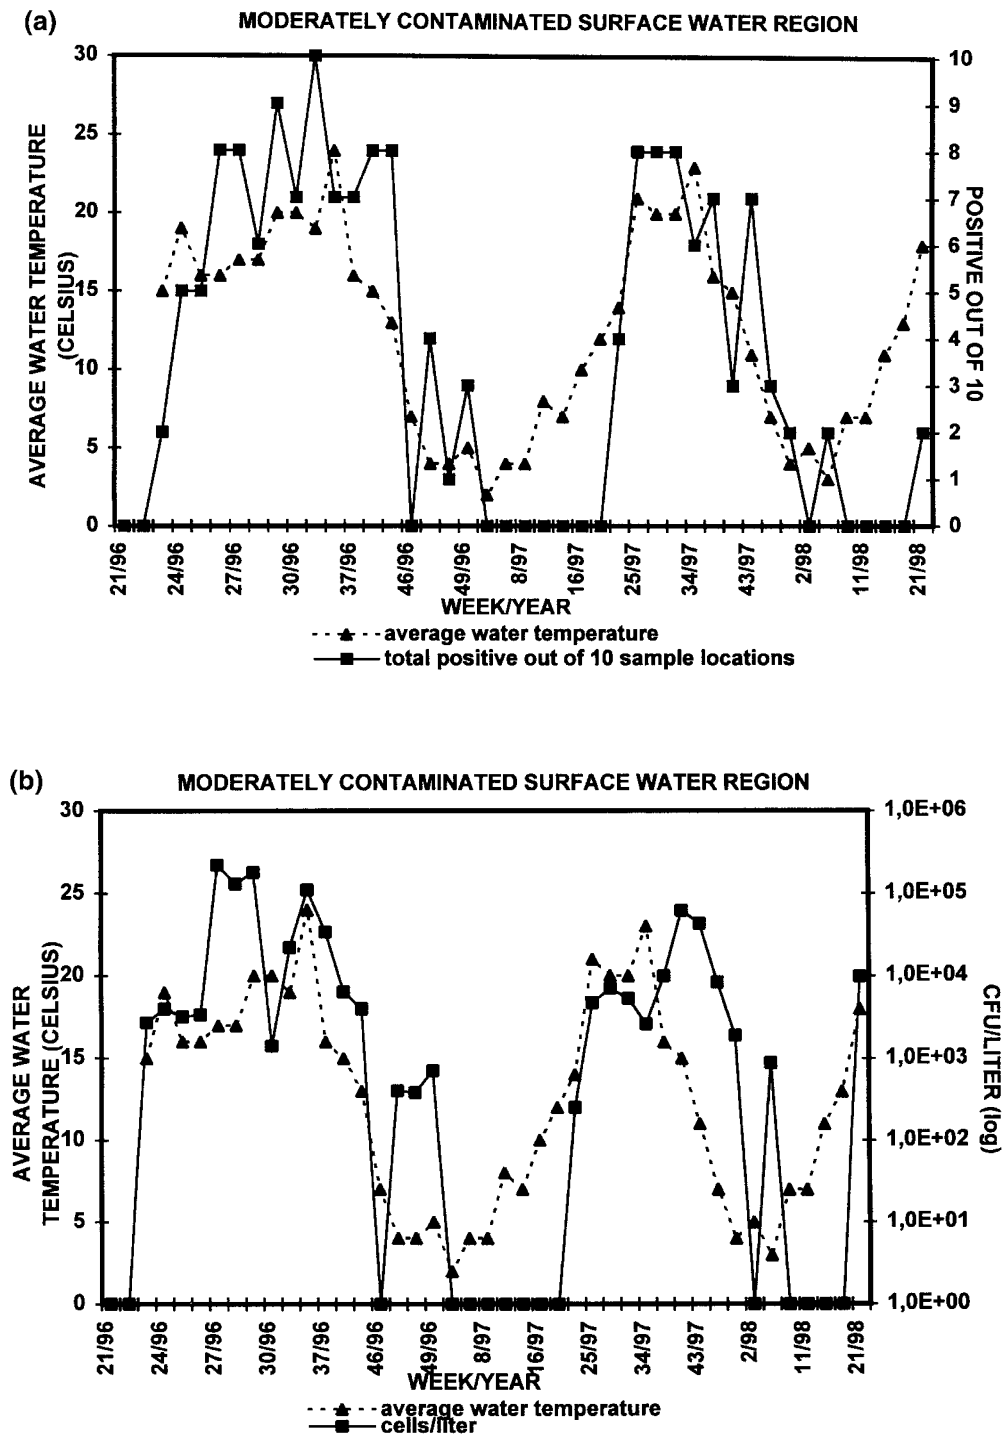 (a)
MODERATELY CONTAMINATED SURFACE WATER REGION
30
25
20
15
10
5
0
AVERAGE WATER TEMPERATURE
(CELSIUS)
10
9
8
7
6
5
4
3
2
1
0
POSITIVE OUT OF 10
21/96
24/96
27/96
30/96
37/96
46/96
49/96
8/97
16/97
25/97
34/97
43/97
2/98
11/98
21/98
WEEK/YEAR
average water temperature
total positive out of 10 sample locations
(b)
MODERATELY CONTAMINATED SURFACE WATER REGION
30
25
20
15
10
5
0
AVERAGE WATER
TEMPERATURE (CELSIUS)
1,0E+06
1,0E+05
1,0E+04
1,0E+03
1,0E+02
1,0E+01
1,0E+00
CFU/LITER (log)
21/96
24/96
27/96
30/96
37/96
46/96
49/96
8/97
16/97
25/97
34/97
43/97
2/98
11/98
21/98
WEEK/YEAR
average water temperature
cells/liter